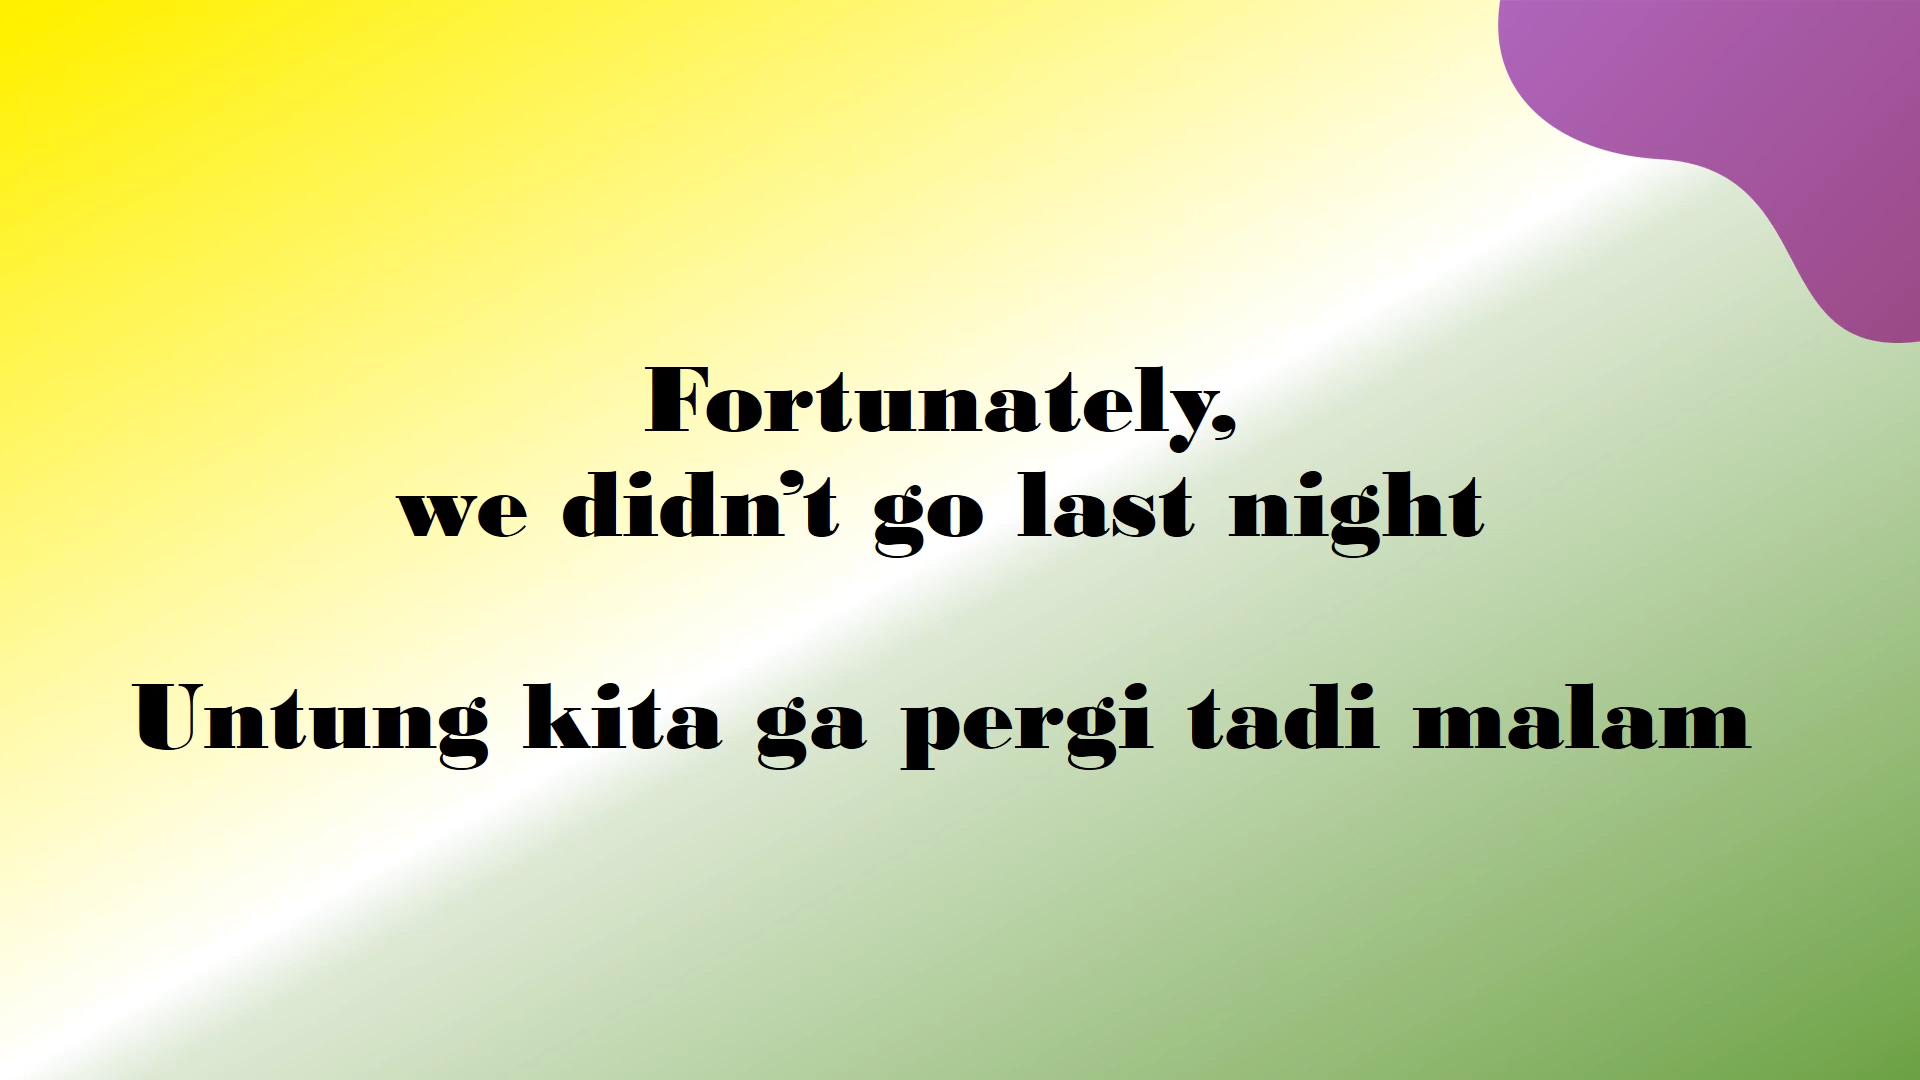 Fortunately,
we didn’t go last night
Untung kita ga pergi tadi malam